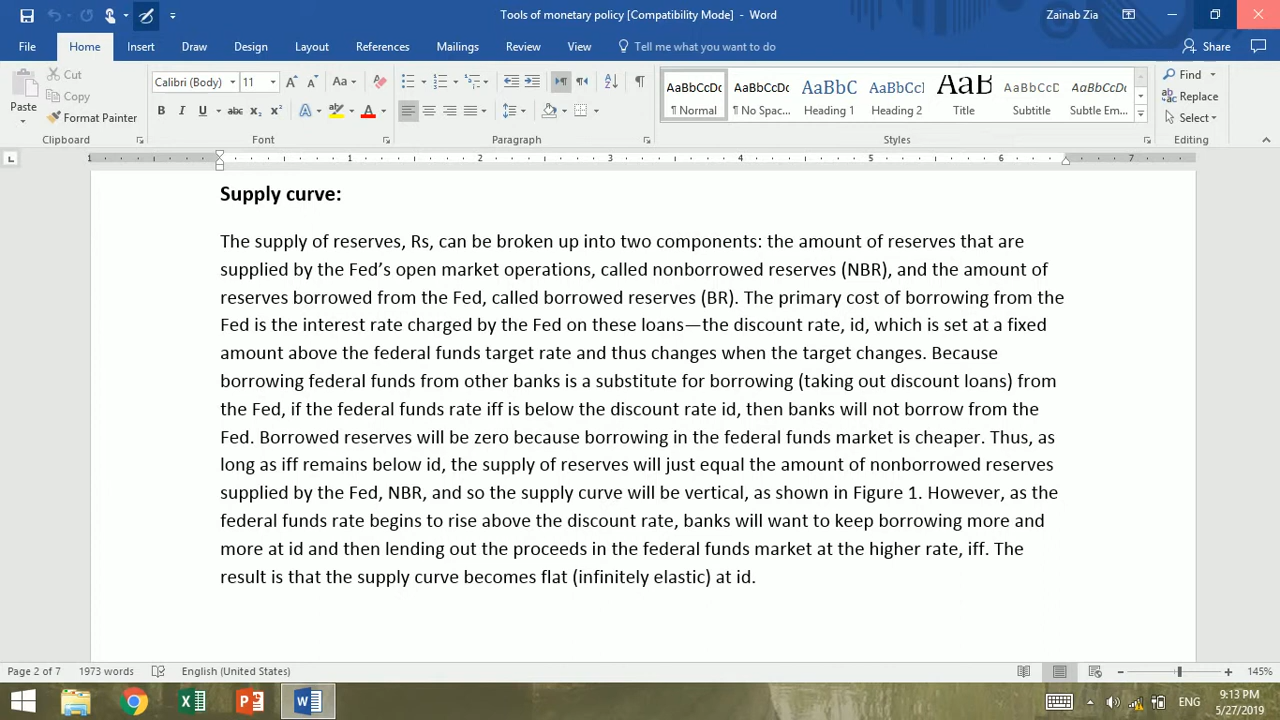 Tools of monetary policy [Compatibility Mode] - Word
Zainab Zia
File Home Insert Draw Design Layout References Mailings Review View Tell me what you want to do
Share
Paste
Cut
Copy
Format Painter
Clipboard
Calibri (Body) 11
Font
Paragraph
AaBbCcDc
¶ Normal
AaBbCcDc
¶ No Spac...
AaBbC
Heading 1
AaBbCcl
Heading 2
AaB
Title
AaBbCcD
Subtitle
AaBbCcDc
Subtle Em...
Styles
Find
Replace
Select
Editing
1 1 2 3 4 5 6 7
Supply curve:
The supply of reserves, Rs, can be broken up into two components: the amount of reserves that are
supplied by the Fed’s open market operations, called nonborrowed reserves (NBR), and the amount of
reserves borrowed from the Fed, called borrowed reserves (BR). The primary cost of borrowing from the
Fed is the interest rate charged by the Fed on these loans—the discount rate, id, which is set at a fixed
amount above the federal funds target rate and thus changes when the target changes. Because
borrowing federal funds from other banks is a substitute for borrowing (taking out discount loans) from
the Fed, if the federal funds rate iff is below the discount rate id, then banks will not borrow from the
Fed. Borrowed reserves will be zero because borrowing in the federal funds market is cheaper. Thus, as
long as iff remains below id, the supply of reserves will just equal the amount of nonborrowed reserves
supplied by the Fed, NBR, and so the supply curve will be vertical, as shown in Figure 1. However, as the
federal funds rate begins to rise above the discount rate, banks will want to keep borrowing more and
more at id and then lending out the proceeds in the federal funds market at the higher rate, iff. The
result is that the supply curve becomes flat (infinitely elastic) at id.
Page 2 of 7 1973 words English (United States)
145%
ENG
9:13 PM
5/27/2019